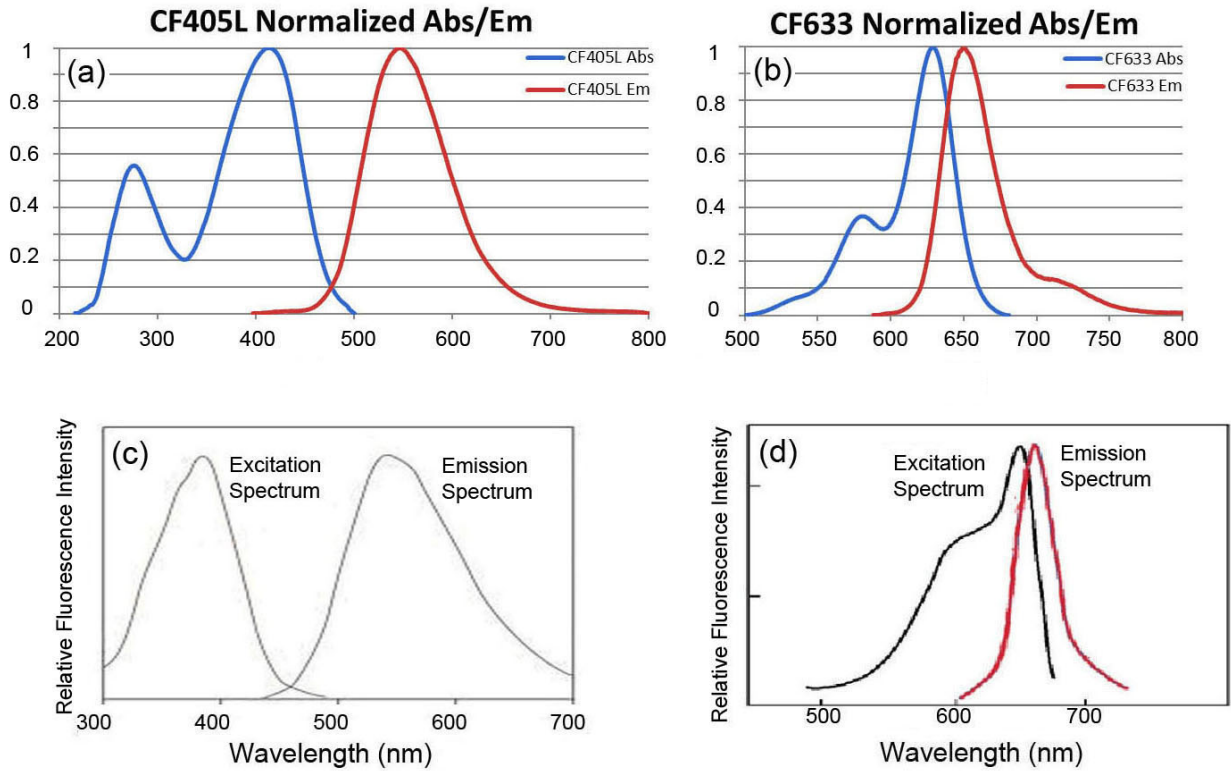 CF405L Normalized Abs/Em
(a)
CF405L Abs
CF405L Em
1
0.8
0.6
0.4
0.2
0
200 300 400 500 600 700 800
CF633 Normalized Abs/Em
(b)
CF633 Abs
CF633 Em
1
0.8
0.6
0.4
0.2
0
500 550 600 650 700 750 800
(c)
Relative Fluorescence Intensity
Excitation
Spectrum
Emission
Spectrum
300 400 500 600 700
Wavelength (nm)
(d)
Relative Fluorescence Intensity
Excitation
Spectrum
Emission
Spectrum
500 600 700
Wavelength (nm)